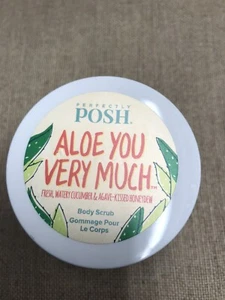 PERFECTLY
POSH
ALOE YOU
VERY MUCH...
FRESH, WATERY CUCUMBER & AGAVE-KISSED HONEYDEW
Body Scrub
Gommage Pour
Le Corps